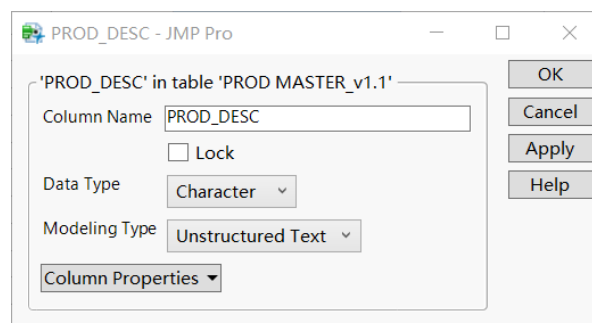 PROD_DESC - JMP Pro
'PROD_DESC' in table 'PROD MASTER_v1.1'
OK
Column Name PROD_DESC
Cancel
Lock
Apply
Data Type Character
Help
Modeling Type Unstructured Text
Column Properties